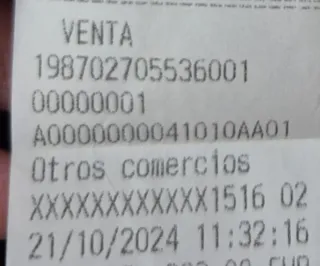 VENTA
198702705536001
00000001
A0000000041010AA01
Otros comercios
XXXXXXXXXXXX1516 02
21/10/2024 11:32:16